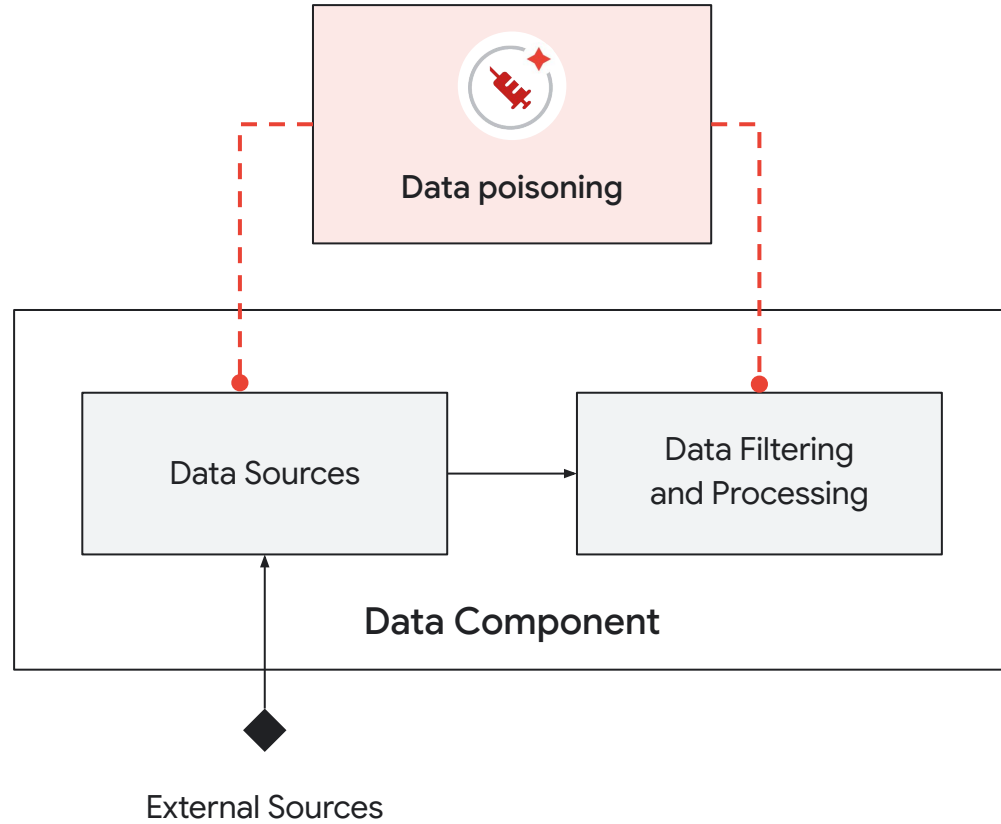 Data poisoning
Data Sources
Data Filtering
and Processing
Data Component
External Sources